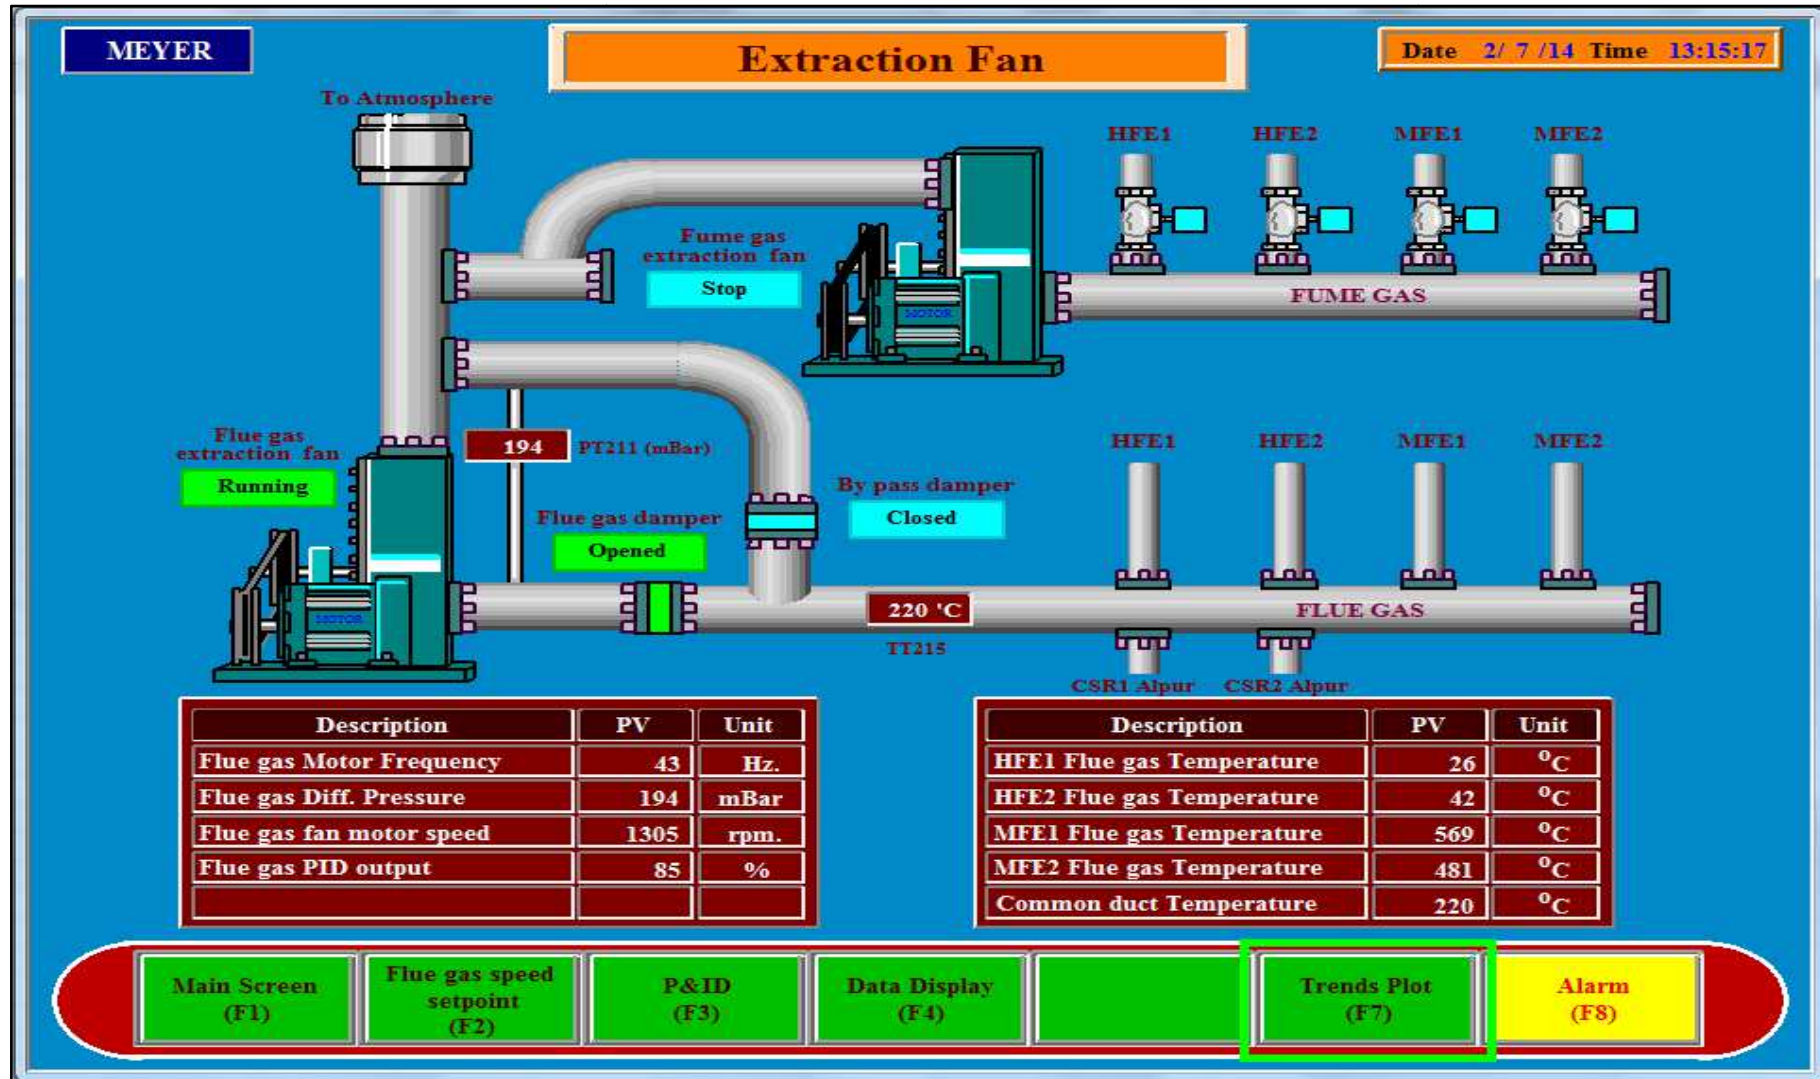 MEYER
Extraction Fan
Date 2/ 7 /14 Time 13:15:17
To Atmosphere
HFE1 HFE2 MFE1 MFE2
Fume gas
extraction fan
Stop
MOTOR
FUME GAS
Flue gas
extraction fan
Running
194 PT211 (mBar)
HFE1 HFE2 MFE1 MFE2
By pass damper
Closed
Flue gas damper
Opened
MOTOR
220 'C
TT215
FLUE GAS
CSR1 Alpur CSR2 Alpur
Description PV Unit
Flue gas Motor Frequency 43 Hz.
Flue gas Diff. Pressure 194 mBar
Flue gas fan motor speed 1305 rpm.
Flue gas PID output 85 %
Description PV Unit
HFE1 Flue gas Temperature 26 °C
HFE2 Flue gas Temperature 42 °C
MFE1 Flue gas Temperature 569 °C
MFE2 Flue gas Temperature 481 °C
Common duct Temperature 220 °C
Main Screen
(F1)
Flue gas speed
setpoint
(F2)
P&ID
(F3)
Data Display
(F4)
Trends Plot
(F7)
Alarm
(F8)